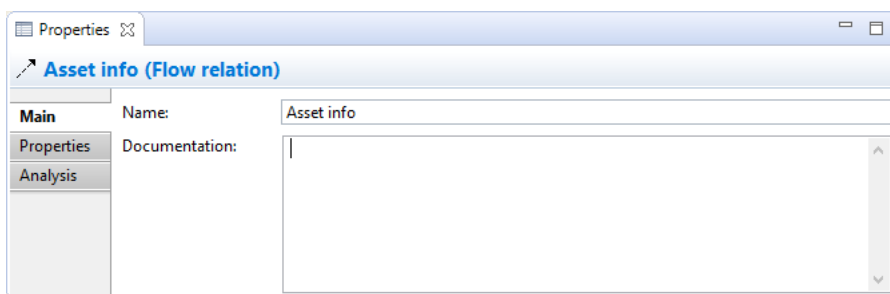 Properties
Asset info (Flow relation)
Main
Name:
Asset info
Properties
Documentation:
Analysis